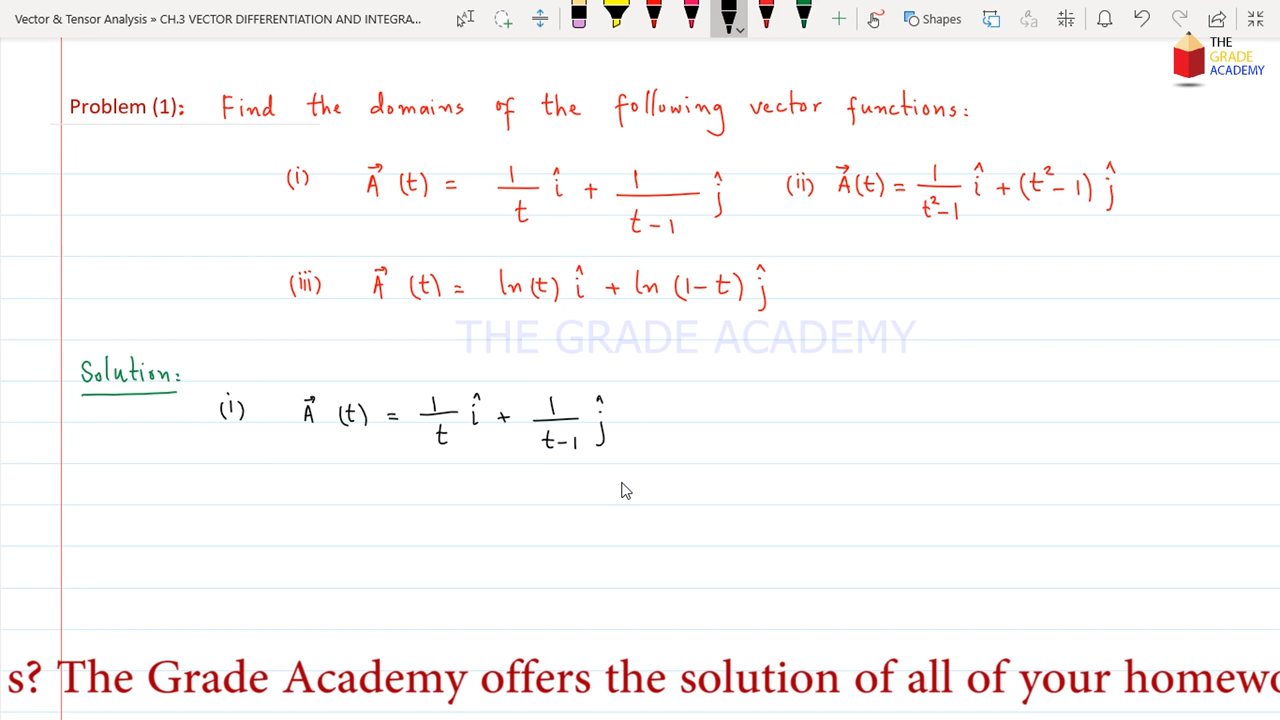 Vector & Tensor Analysis » CH.3 VECTOR DIFFERENTIATION AND INTEGRA...
Shapes
THE
GRADE
ACADEMY
Problem (1): Find the domains of the following vector functions:
(i) A⃗ (t) = 1/t î + 1/(t-1) ĵ (ii) A⃗(t) = 1/(t²-1) î + (t²-1) ĵ
(iii) A⃗ (t) = ln(t) î + ln (1-t) ĵ
THE GRADE ACADEMY
Solution:
(i) A⃗ (t) = 1/t î + 1/(t-1) ĵ
s? The Grade Academy offers the solution of all of your homewo